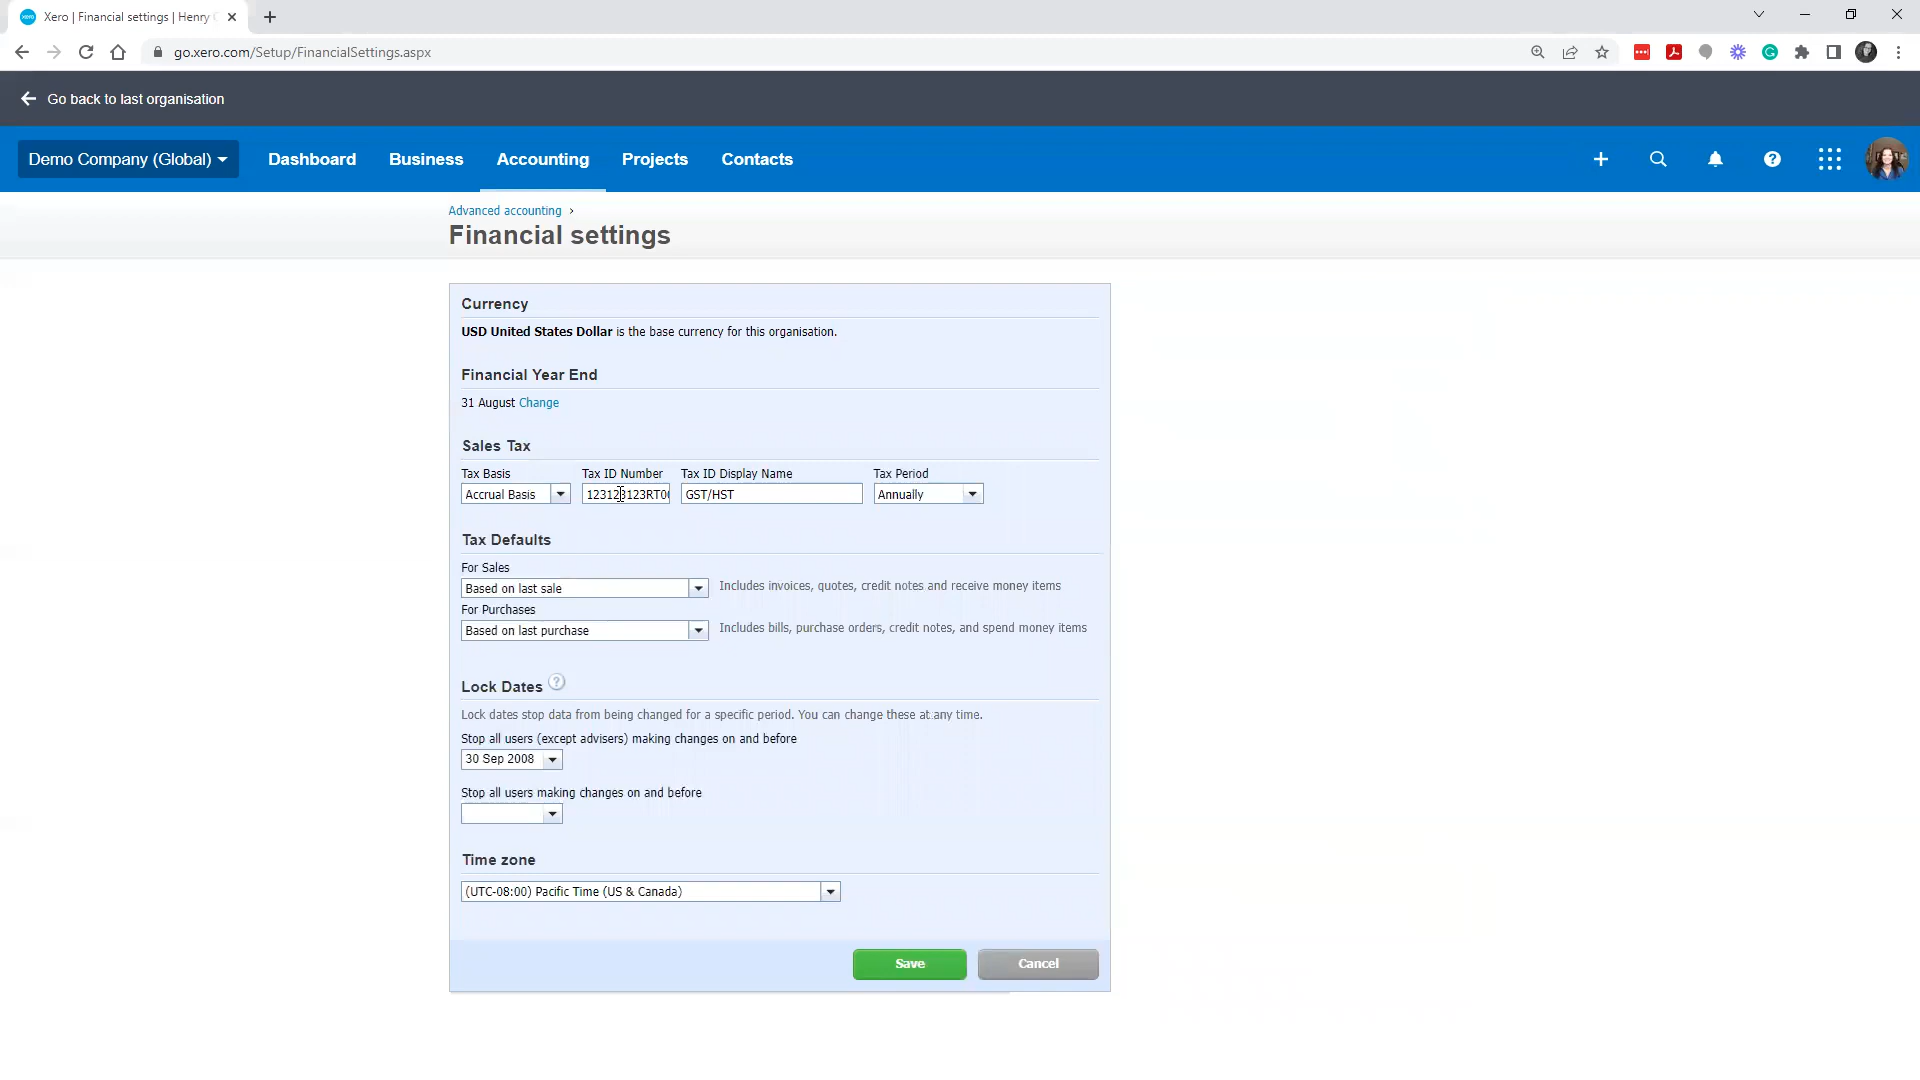 Xero | Financial settings | Henry
go.xero.com/Setup/FinancialSettings.aspx
Go back to last organisation
Demo Company (Global)
Dashboard
Business
Accounting
Projects
Contacts
Advanced accounting ›
Financial settings
Currency
USD United States Dollar is the base currency for this organisation.
Financial Year End
31 August Change
Sales Tax
Tax Basis
Tax ID Number
Tax ID Display Name
Tax Period
Accrual Basis
123123123RT00
GST/HST
Annually
Tax Defaults
For Sales
Based on last sale
Includes invoices, quotes, credit notes and receive money items
For Purchases
Based on last purchase
Includes bills, purchase orders, credit notes, and spend money items
Lock Dates ?
Lock dates stop data from being changed for a specific period. You can change these at any time.
Stop all users (except advisers) making changes on and before
30 Sep 2008
Stop all users making changes on and before
Time zone
(UTC-08:00) Pacific Time (US & Canada)
Save
Cancel